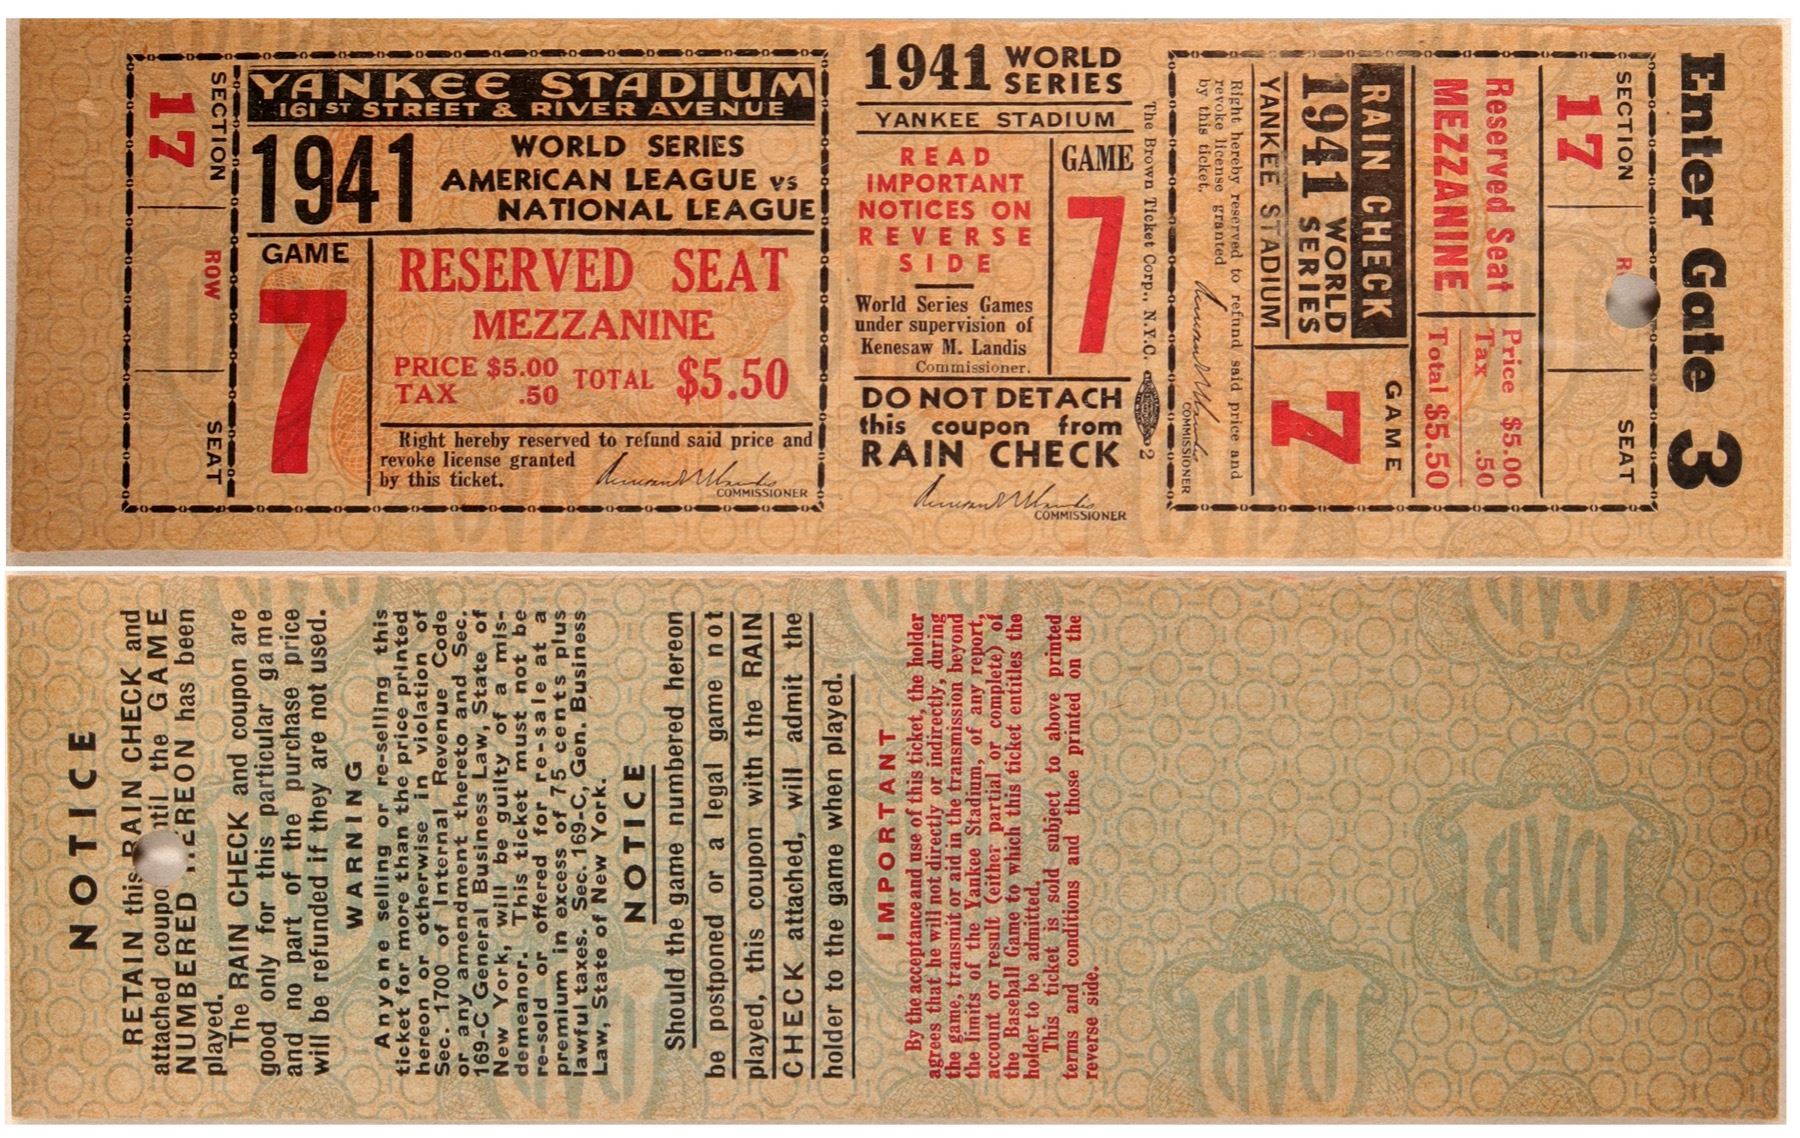 SECTION
17
ROW
SEAT
YANKEE STADIUM
161ST STREET & RIVER AVENUE
1941
WORLD SERIES
AMERICAN LEAGUE vs
NATIONAL LEAGUE
GAME
7
RESERVED SEAT
MEZZANINE
PRICE $5.00
TAX .50
TOTAL $5.50
Right hereby reserved to refund said price and
revoke license granted
by this ticket.
COMMISSIONER
1941 WORLD
SERIES
YANKEE STADIUM
READ
IMPORTANT
NOTICES ON
REVERSE
SIDE
GAME
7
World Series Games
under supervision of
Kenesaw M. Landis
Commissioner.
DO NOT DETACH
this coupon from
RAIN CHECK
COMMISSIONER
The Brown Ticket Corp., N.Y.C.
2
Enter Gate 3
SECTION
17
SEAT
Reserved Seat
MEZZANINE
Price $5.00
Tax .50
Total $5.50
RAIN CHECK
1941 WORLD
SERIES
YANKEE STADIUM
GAME
7
Right hereby reserved to refund said price and
revoke license granted
by this ticket.
COMMISSIONER
NOTICE
RETAIN this RAIN CHECK and
attached until the GAME
NUMBERED HEREON has been
played.
The RAIN CHECK and coupon are
good only for this particular game
and no part of the purchase price
will be refunded if they are not used.
WARNING
Anyone selling or re-selling this
ticket for more than the price printed
hereon or otherwise in violation of
Sec. 1700 of Internal Revenue Code
or any amendment thereto and Sec.
169-C General Business Law, State of
New York, will be guilty of a mis-
demeanor. This ticket must not be
re-sold or offered for re-sale at a
premium in excess of 75 cents plus
lawful taxes. Sec. 169-C, Gen. Business
Law, State of New York.
NOTICE
Should the game numbered hereon
be postponed or a legal game not
played, this coupon with the RAIN
CHECK attached, will admit the
holder to the game when played.
IMPORTANT
By the acceptance and use of this ticket, the holder
agrees that he will not directly or indirectly, during
the game, transmit or aid in the transmission beyond
the limits of the Yankee Stadium, of any report,
account or result (either partial or complete) of
the Baseball Game to which this ticket entitles the
holder to be admitted.
This ticket is sold subject to above printed
terms and conditions and those printed on the
reverse side.